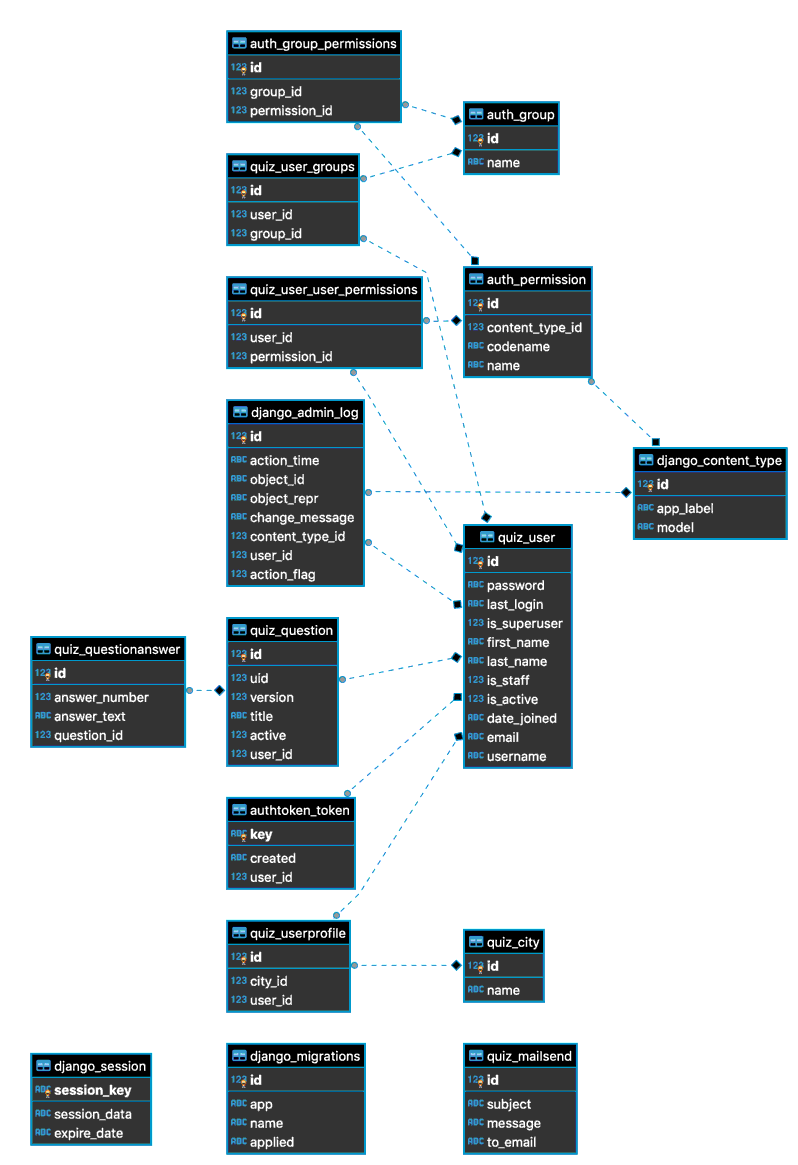 auth_group_permissions
123 id
123 group_id
123 permission_id
auth_group
123 id
ABC name
quiz_user_groups
123 id
123 user_id
123 group_id
auth_permission
123 id
123 content_type_id
ABC codename
ABC name
quiz_user_user_permissions
123 id
123 user_id
123 permission_id
django_admin_log
123 id
ABC action_time
ABC object_id
ABC object_repr
ABC change_message
123 content_type_id
123 user_id
123 action_flag
django_content_type
123 id
ABC app_label
ABC model
quiz_user
123 id
ABC password
ABC last_login
123 is_superuser
ABC first_name
ABC last_name
123 is_staff
123 is_active
ABC date_joined
ABC email
ABC username
quiz_questionanswer
123 id
123 answer_number
ABC answer_text
123 question_id
quiz_question
123 id
123 uid
123 version
ABC title
123 active
123 user_id
authtoken_token
ABC key
ABC created
123 user_id
quiz_userprofile
123 id
123 city_id
123 user_id
quiz_city
123 id
ABC name
django_session
ABC session_key
ABC session_data
ABC expire_date
django_migrations
123 id
ABC app
ABC name
ABC applied
quiz_mailsend
123 id
ABC subject
ABC message
ABC to_email